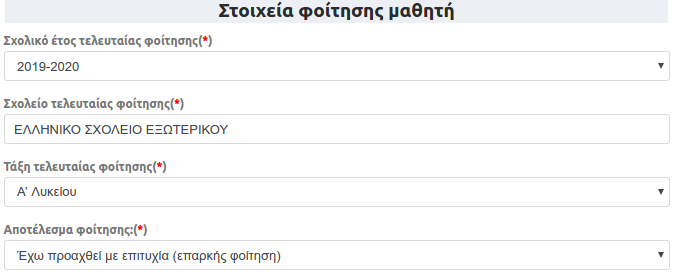 Στοιχεία φοίτησης μαθητή
Σχολικό έτος τελευταίας φοίτησης(*)
2019-2020
Σχολείο τελευταίας φοίτησης(*)
ΕΛΛΗΝΙΚΟ ΣΧΟΛΕΙΟ ΕΞΩΤΕΡΙΚΟΥ
Τάξη τελευταίας φοίτησης(*)
Α' Λυκείου
Αποτέλεσμα φοίτησης:(*)
Έχω προαχθεί με επιτυχία (επαρκής φοίτηση)